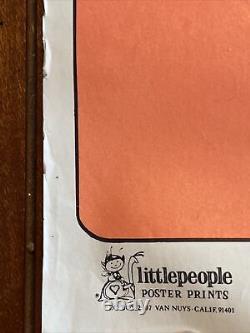 littlepeople
POSTER PRINTS
VAN NUYS-CALIF. 91401